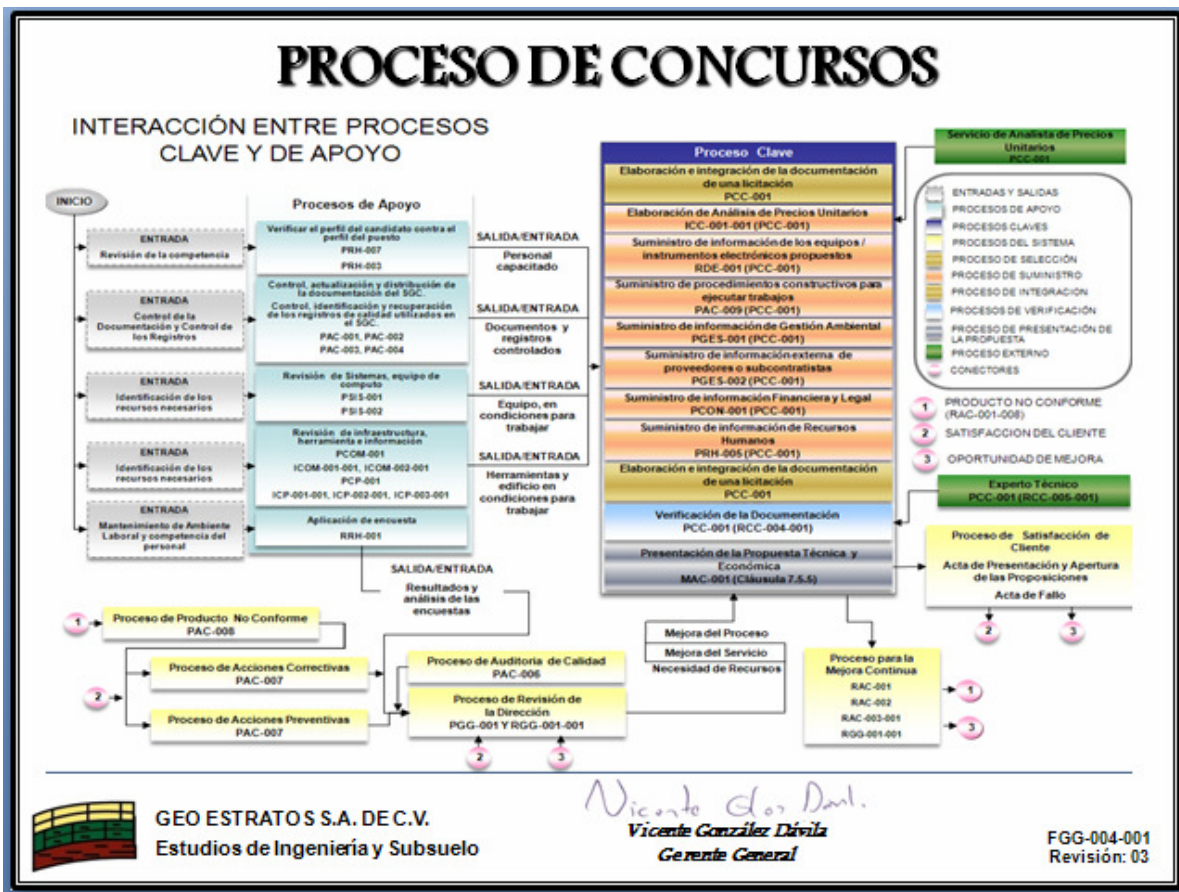 PROCESO DE CONCURSOS
INTERACCIÓN ENTRE PROCESOS
CLAVE Y DE APOYO
INICIO
ENTRADA
Revisión de la competencia
ENTRADA
Control de la
Documentación y Control de
los Registros
ENTRADA
Identificación de los
recursos necesarios
ENTRADA
Identificación de los
recursos necesarios
ENTRADA
Mantenimiento de Ambiente
Laboral y competencia del
personal
Procesos de Apoyo
Verificar el perfil del candidato contra el
perfil del puesto
PRH-007
PRH-003
Control, actualización y distribución de
la documentación del SGC.
Control, identificación y recuperación
de los registros de calidad utilizados en
el SGC.
PAC-001, PAC-002
PAC-003, PAC-004
Revisión de Sistemas, equipo de
computo
PSIS-001
PSIS-002
Revisión de infraestructura,
herramienta e información
PCOM-001
ICOM-001-001, ICOM-002-001
PCP-001
ICP-001-001, ICP-002-001, ICP-003-001
Aplicación de encuesta
RRH-001
SALIDA/ENTRADA
Personal
capacitado
SALIDA/ENTRADA
Documentos y
registros
controlados
SALIDA/ENTRADA
Equipo, en
condiciones para
trabajar
SALIDA/ENTRADA
Herramientas y
edificio en
condiciones para
trabajar
SALIDA/ENTRADA
Resultados y
análisis de las
encuestas
Proceso Clave
Elaboración e integración de la documentación
de una licitación
PCC-001
Elaboración de Análisis de Precios Unitarios
ICC-001-001 (PCC-001)
Suministro de información de los equipos /
instrumentos electrónicos propuestos
RDE-001 (PCC-001)
Suministro de procedimientos constructivos para
ejecutar trabajos
PAC-009 (PCC-001)
Suministro de información de Gestión Ambiental
PGES-001 (PCC-001)
Suministro de información externa de
proveedores o subcontratistas
PGES-002 (PCC-001)
Suministro de información Financiera y Legal
PCON-001 (PCC-001)
Suministro de información de Recursos
Humanos
PRH-005 (PCC-001)
Elaboración e integración de la documentación
de una licitación
PCC-001
Verificación de la Documentación
PCC-001 (RCC-004-001)
Presentación de la Propuesta Técnica y
Económica
MAC-001 (Cláusula 7.5.5)
Servicio de Analista de Precios
Unitarios
PCC-001
ENTRADAS Y SALIDAS
PROCESOS DE APOYO
PROCESOS CLAVES
PROCESOS DEL SISTEMA
PROCESO DE SELECCIÓN
PROCESO DE SUMINISTRO
PROCESO DE INTEGRACION
PROCESOS DE VERIFICACIÓN
PROCESO DE PRESENTACIÓN DE
LA PROPUESTA
PROCESO EXTERNO
CONECTORES
1 PRODUCTO NO CONFORME
(RAC-001-008)
2 SATISFACCION DEL CLIENTE
3 OPORTUNIDAD DE MEJORA
Experto Técnico
PCC-001 (RCC-005-001)
Proceso de Satisfacción de
Cliente
Acta de Presentación y Apertura
de las Proposiciones
Acta de Fallo
2
3
1
Proceso de Producto No Conforme
PAC-008
2
Proceso de Acciones Correctivas
PAC-007
Proceso de Acciones Preventivas
PAC-007
Proceso de Auditoria de Calidad
PAC-006
Proceso de Revisión de
la Dirección
PGG-001 Y RGG-001-001
2
3
Mejora del Proceso
Mejora del Servicio
Necesidad de Recursos
Proceso para la
Mejora Continua
RAC-001
RAC-002
RAC-003-001
RGG-001-001
1
3
GEO ESTRATOS S.A. DE C.V.
Estudios de Ingeniería y Subsuelo
Vicente González Dávila
Gerente General
FGG-004-001
Revisión: 03